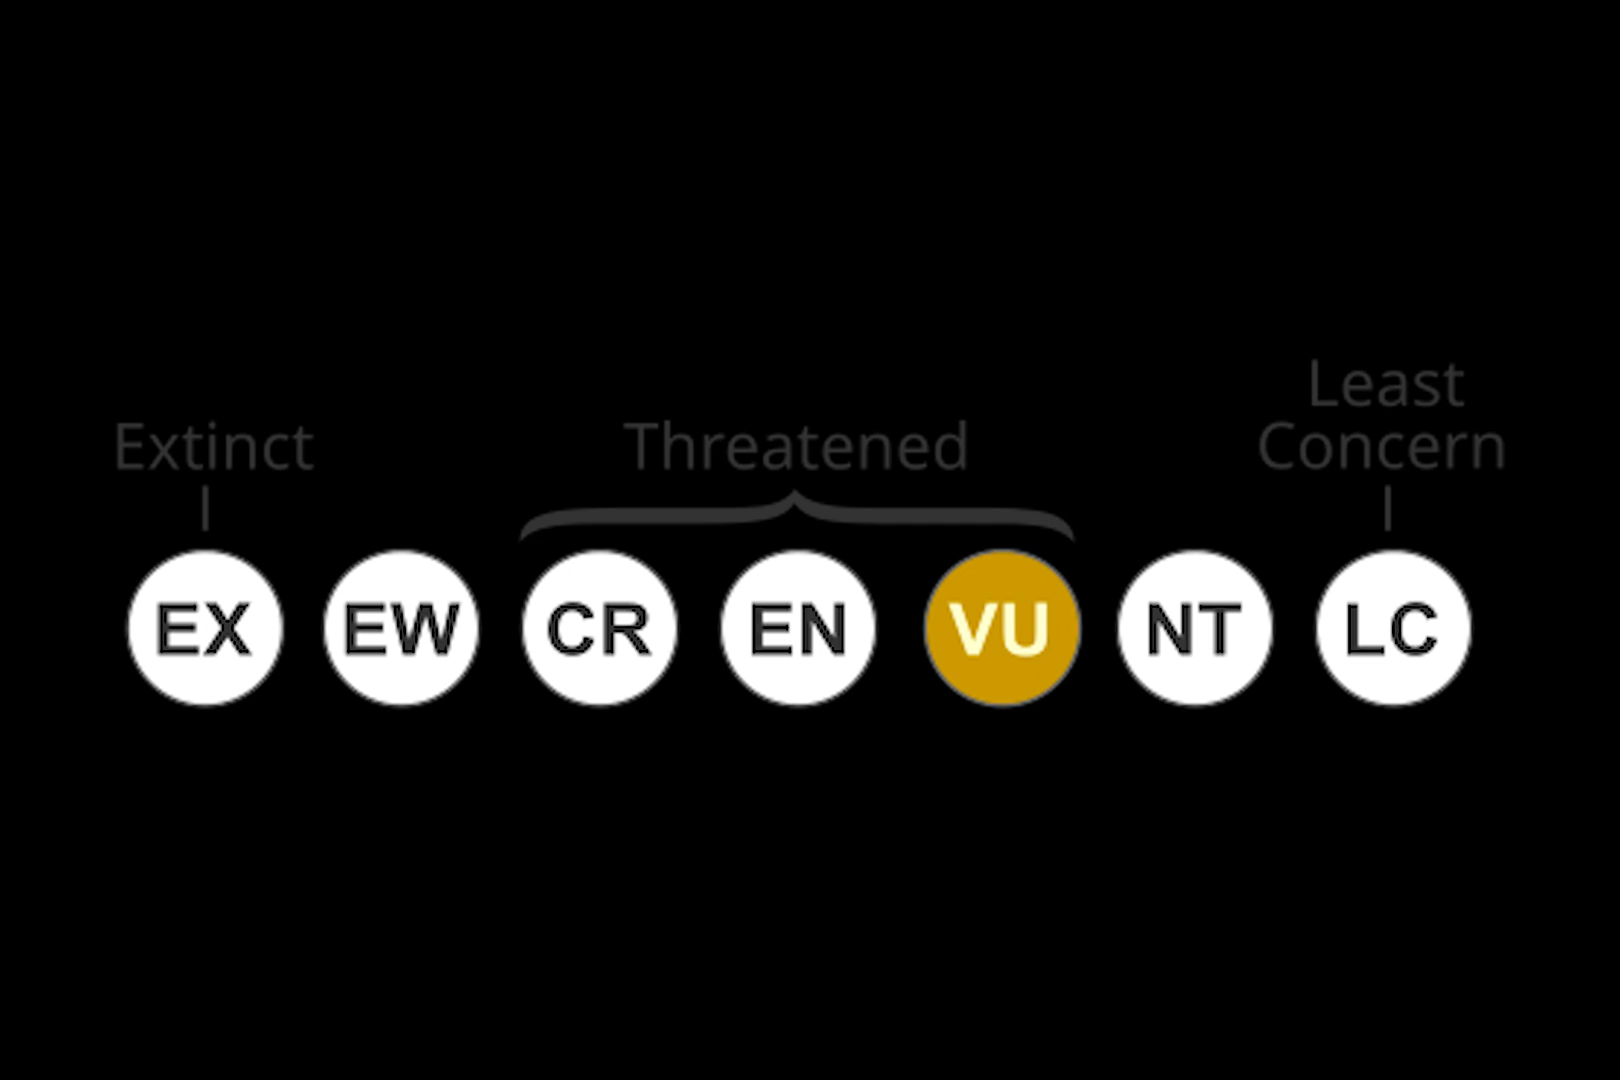 Extinct
Threatened
Least
Concern
EX EW CR EN VU NT LC